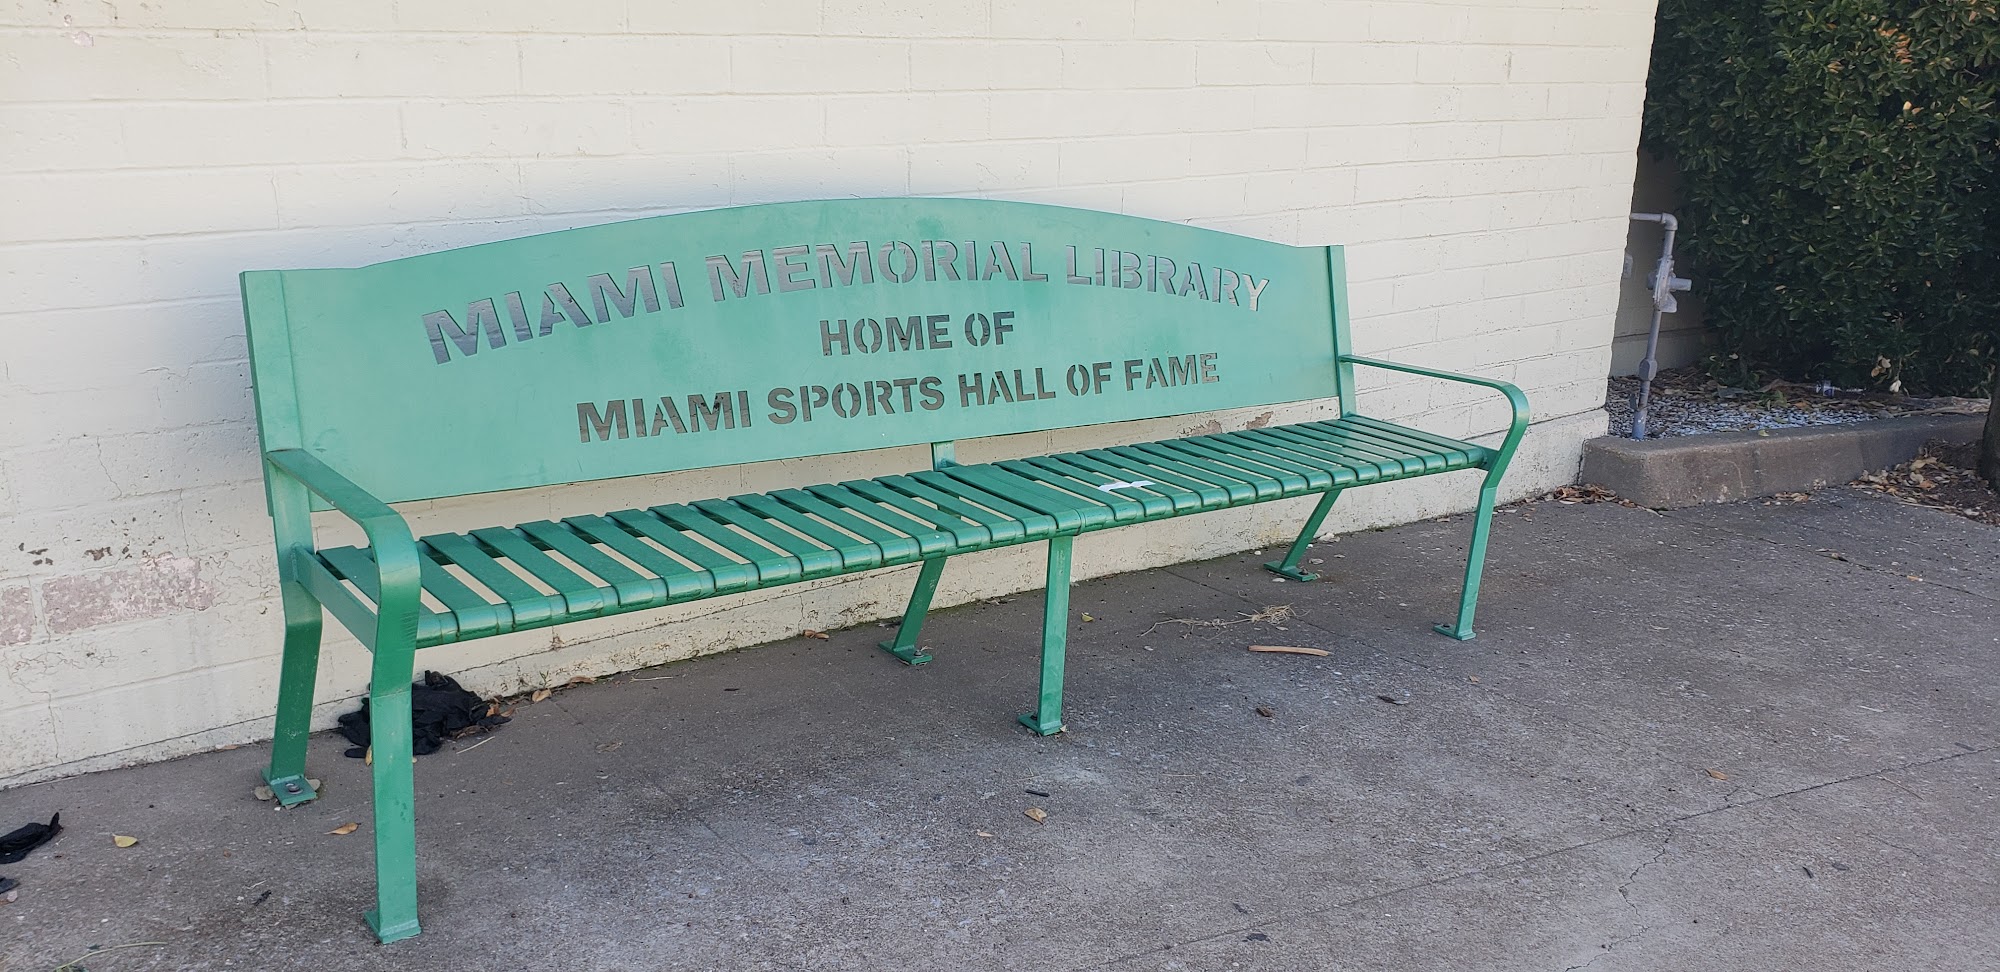 MIAMI MEMORIAL LIBRARY
HOME OF
MIAMI SPORTS HALL OF FAME